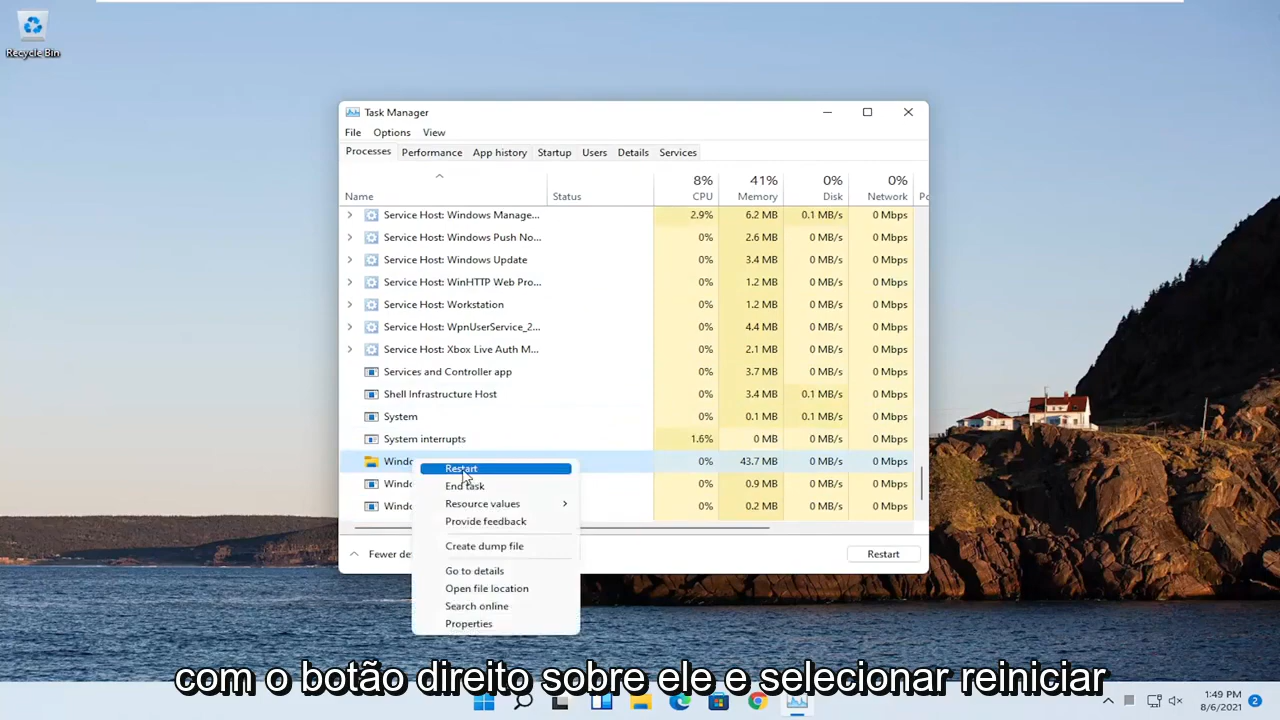 Recycle Bin
Task Manager
File Options View
Processes Performance App history Startup Users Details Services
8% 41% 0% 0%
Name Status CPU Memory Disk Network
Service Host: Windows Manage... 2.9% 6.2 MB 0.1 MB/s 0 Mbps
Service Host: Windows Push No... 0% 2.6 MB 0 MB/s 0 Mbps
Service Host: Windows Update 0% 3.4 MB 0 MB/s 0 Mbps
Service Host: WinHTTP Web Pro... 0% 1.2 MB 0 MB/s 0 Mbps
Service Host: Workstation 0% 1.2 MB 0 MB/s 0 Mbps
Service Host: WpnUserService_2... 0% 4.4 MB 0 MB/s 0 Mbps
Service Host: Xbox Live Auth M... 0% 2.1 MB 0 MB/s 0 Mbps
Services and Controller app 0% 3.7 MB 0 MB/s 0 Mbps
Shell Infrastructure Host 0% 3.4 MB 0.1 MB/s 0 Mbps
System 0% 0.1 MB 0.1 MB/s 0 Mbps
System interrupts 1.6% 0 MB 0 MB/s 0 Mbps
Windo 0% 43.7 MB 0 MB/s 0 Mbps
Windo 0% 0.9 MB 0 MB/s 0 Mbps
Windo 0% 0.2 MB 0 MB/s 0 Mbps
Restart
End task
Resource values
Provide feedback
Create dump file
Go to details
Open file location
Search online
Properties
Fewer de
Restart
com o botão direito sobre ele e selecionar reiniciar
1:49 PM
8/6/2021
2